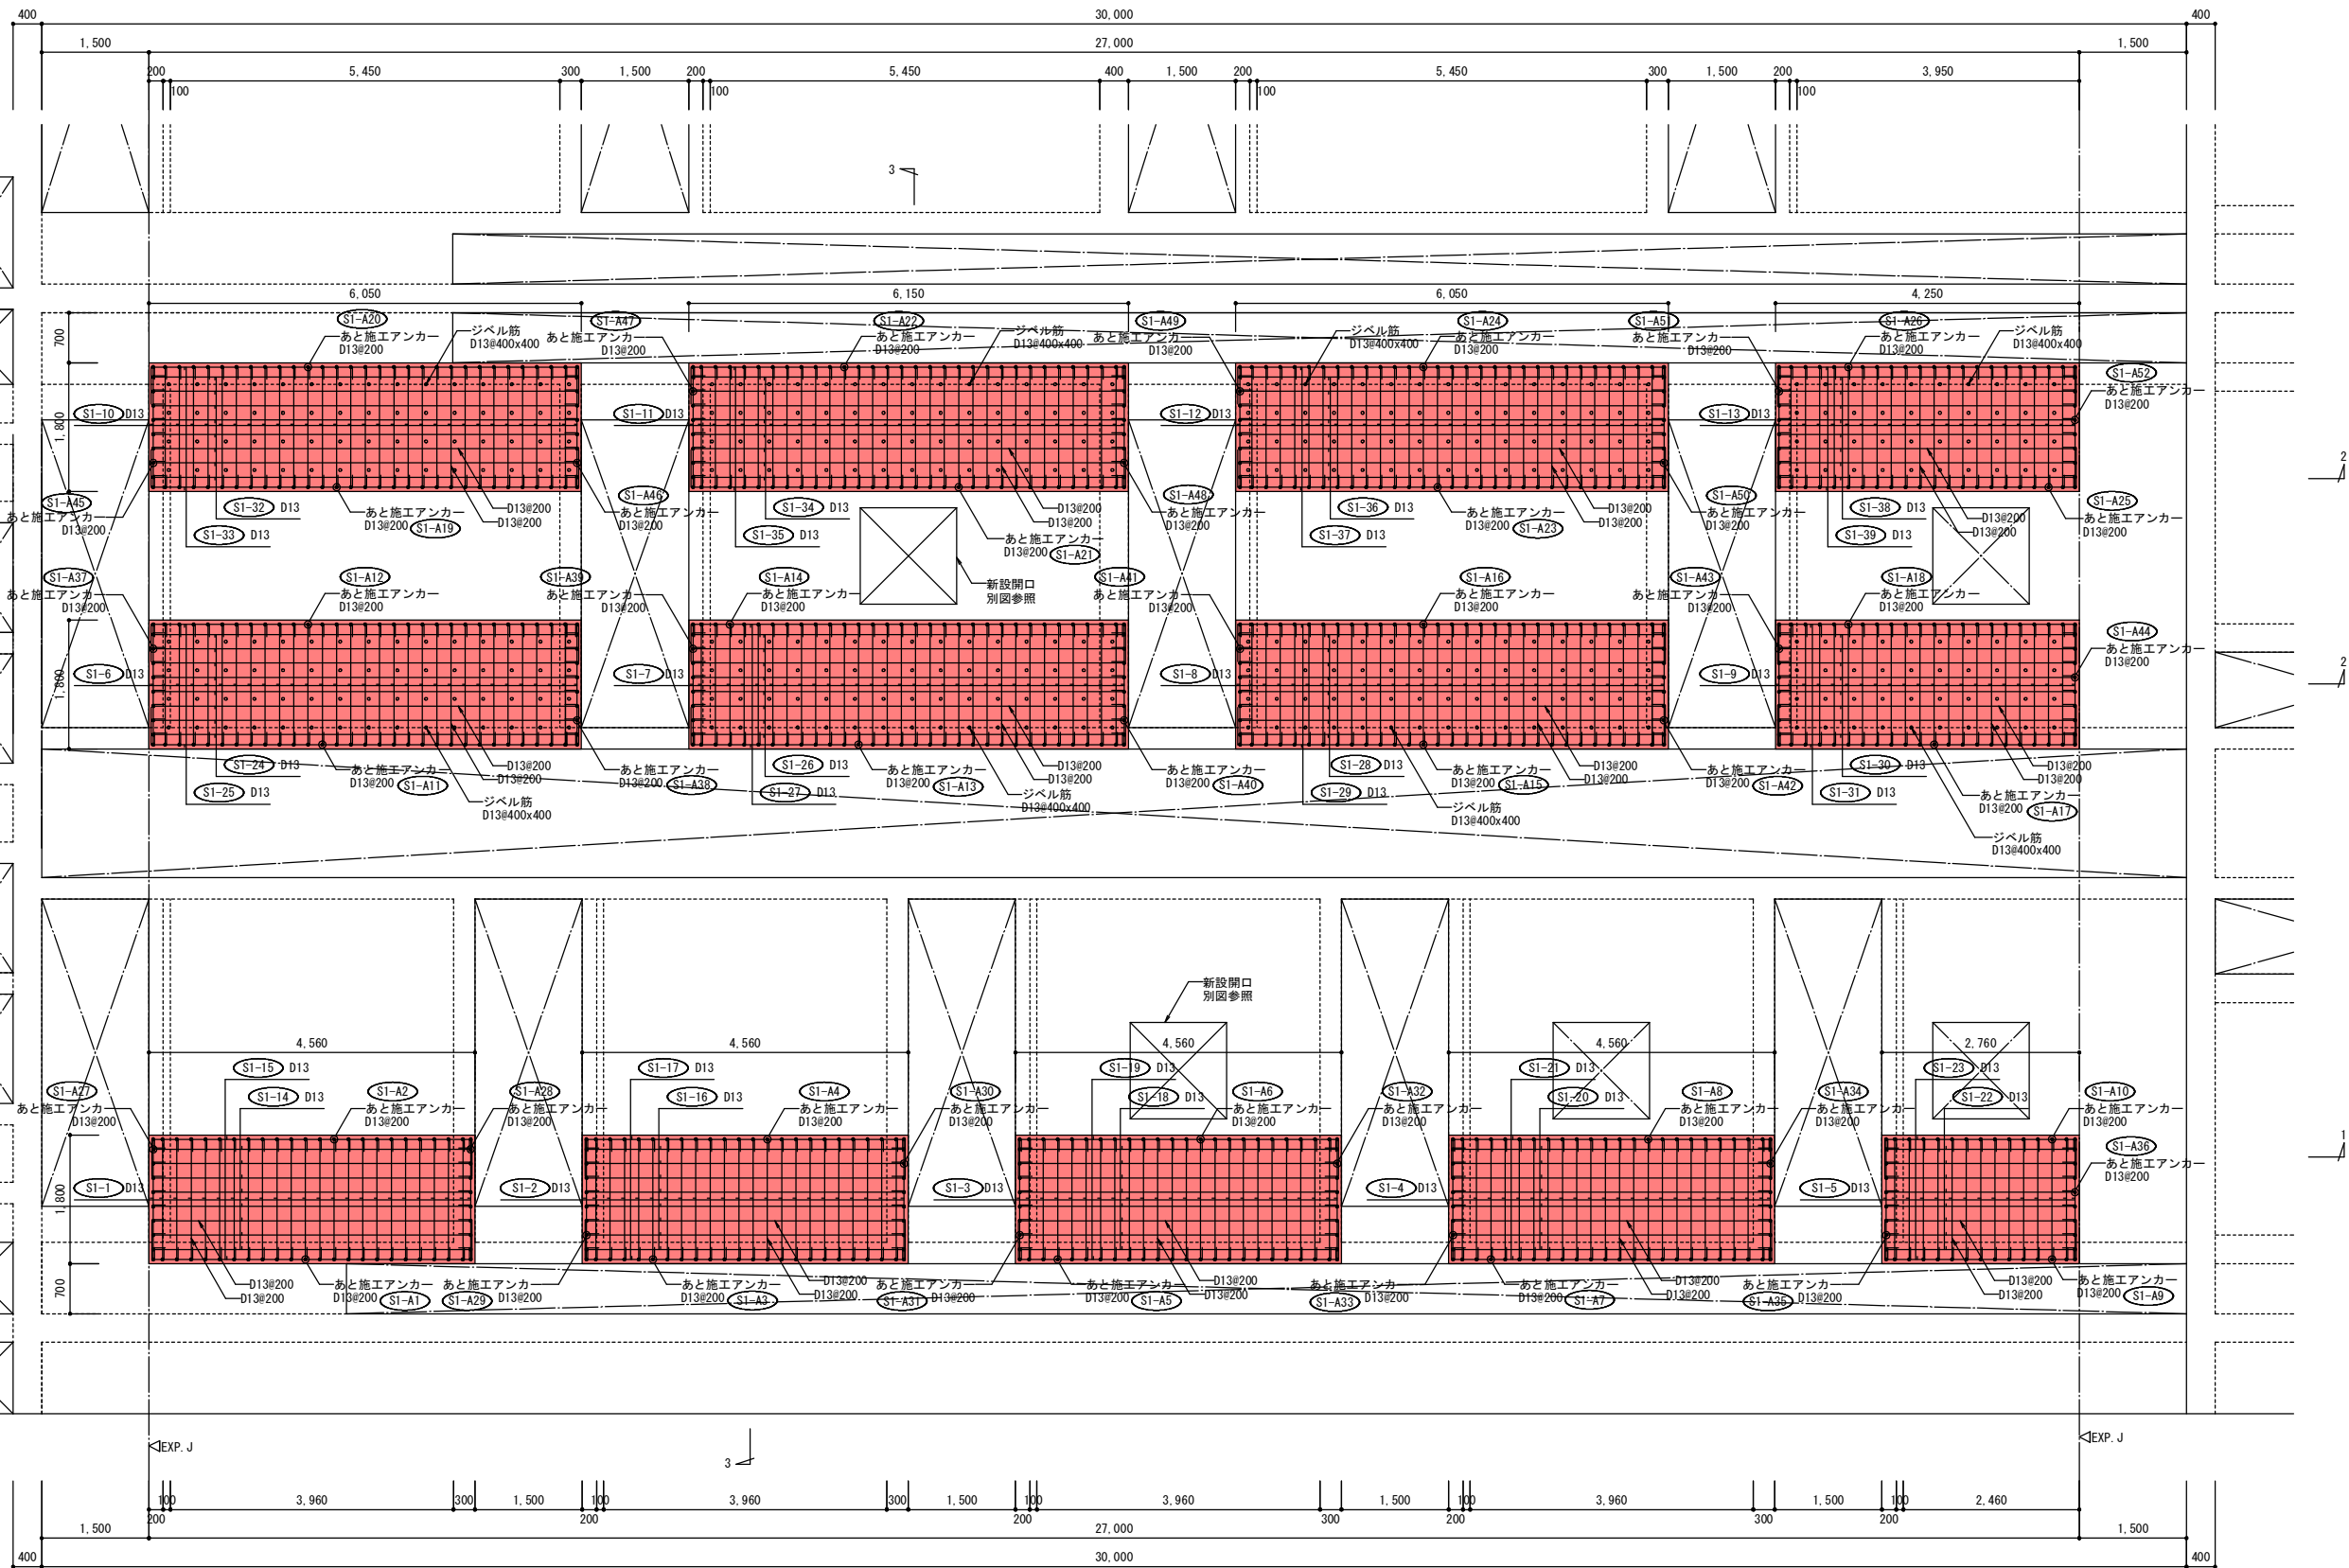 400 30,000 400
1,500 27,000 1,500
200 5,450 300 1,500 200 5,450 400 1,500 200 5,450 300 1,500 200 3,950
100 100 100 100
3
6,050 6,150 6,050 4,250
S1-A20 S1-A47 S1-A22 S1-A49 S1-A24 S1-A5 S1-A26
700
あと施工アンカー
D13@200
ジベル筋
D13@400x400
あと施工アンカー
D13@200
あと施工アンカー
D13@200
ジベル筋
D13@400x400
あと施工アンカー
D13@200
ジベル筋
D13@400x400
あと施工アンカー
D13@200
あと施工アンカー
D13@200
あと施工アンカー
D13@200
ジベル筋
D13@400x400
S1-A52
あと施工アンカー
D13@200
1,800
S1-10 D13 S1-11 D13 S1-12 D13 S1-13 D13
2
S1-A45
あと施工アンカー
D13@200
S1-32 D13
S1-33 D13
あと施工アンカー
D13@200 S1-A19
D13@200
D13@200
S1-A46
あと施工アンカー
D13@200
S1-34 D13
S1-35 D13
D13@200
D13@200
あと施工アンカー
D13@200 S1-A21
S1-A48
あと施工アンカー
D13@200
S1-36 D13
S1-37 D13
あと施工アンカー
D13@200 S1-A23
D13@200
D13@200
S1-A50
あと施工アンカー
D13@200
S1-38 D13
S1-39 D13
D13@200
D13@200
S1-A25
あと施工アンカー
D13@200
新設開口
別図参照
S1-A37
あと施工アンカー
D13@200
S1-A12
あと施工アンカー
D13@200
S1-A39
あと施工アンカー
D13@200
S1-A14
あと施工アンカー
D13@200
S1-A41
あと施工アンカー
D13@200
S1-A16
あと施工アンカー
D13@200
S1-A43
あと施工アンカー
D13@200
S1-A18
あと施工アンカー
D13@200
S1-A44
あと施工アンカー
D13@200
1,800
S1-6 D13 S1-7 D13 S1-8 D13 S1-9 D13
2
S1-24 D13
S1-25 D13
あと施工アンカー
D13@200 S1-A11
D13@200
D13@200
ジベル筋
D13@400x400
あと施工アンカー
D13@200 S1-A38
S1-26 D13
S1-27 D13
あと施工アンカー
D13@200 S1-A13
D13@200
D13@200
ジベル筋
D13@400x400
あと施工アンカー
D13@200 S1-A40
S1-28 D13
S1-29 D13
あと施工アンカー
D13@200 S1-A15
D13@200
D13@200
ジベル筋
D13@400x400
あと施工アンカー
D13@200 S1-A42
S1-30 D13
S1-31 D13
D13@200
D13@200
あと施工アンカー
D13@200 S1-A17
ジベル筋
D13@400x400
新設開口
別図参照
4,560 4,560 4,560 4,560 2,760
S1-15 D13 S1-17 D13 S1-19 D13 S1-21 D13 S1-23 D13
S1-14 D13 S1-16 D13 S1-18 D13 S1-20 D13 S1-22 D13
S1-A27
あと施工アンカー
D13@200
S1-A2
あと施工アンカー
D13@200
S1-A28
あと施工アンカー
D13@200
S1-A4
あと施工アンカー
D13@200
S1-A30
あと施工アンカー
D13@200
S1-A6
あと施工アンカー
D13@200
S1-A32
あと施工アンカー
D13@200
S1-A8
あと施工アンカー
D13@200
S1-A34
あと施工アンカー
D13@200
S1-A10
あと施工アンカー
D13@200
S1-A36
あと施工アンカー
D13@200
1
1,800
S1-1 D13 S1-2 D13 S1-3 D13 S1-4 D13 S1-5 D13
700
D13@200
D13@200
あと施工アンカー
D13@200 S1-A1
あと施工アンカー
S1-A29 D13@200
あと施工アンカー
D13@200 S1-A3
D13@200
D13@200
あと施工アンカー
S1-A31 D13@200
あと施工アンカー
D13@200 S1-A5
D13@200
D13@200
あと施工アンカー
S1-A33 D13@200
あと施工アンカー
D13@200 S1-A7
D13@200
D13@200
あと施工アンカー
S1-A35 D13@200
D13@200
D13@200
あと施工アンカー
D13@200 S1-A9
EXP.J EXP.J
3
100 3,960 300 1,500 100 3,960 300 1,500 100 3,960 1,500 100 3,960 1,500 100 2,460
200 200 200 300 200 300 200
1,500 27,000 1,500
400 30,000 400